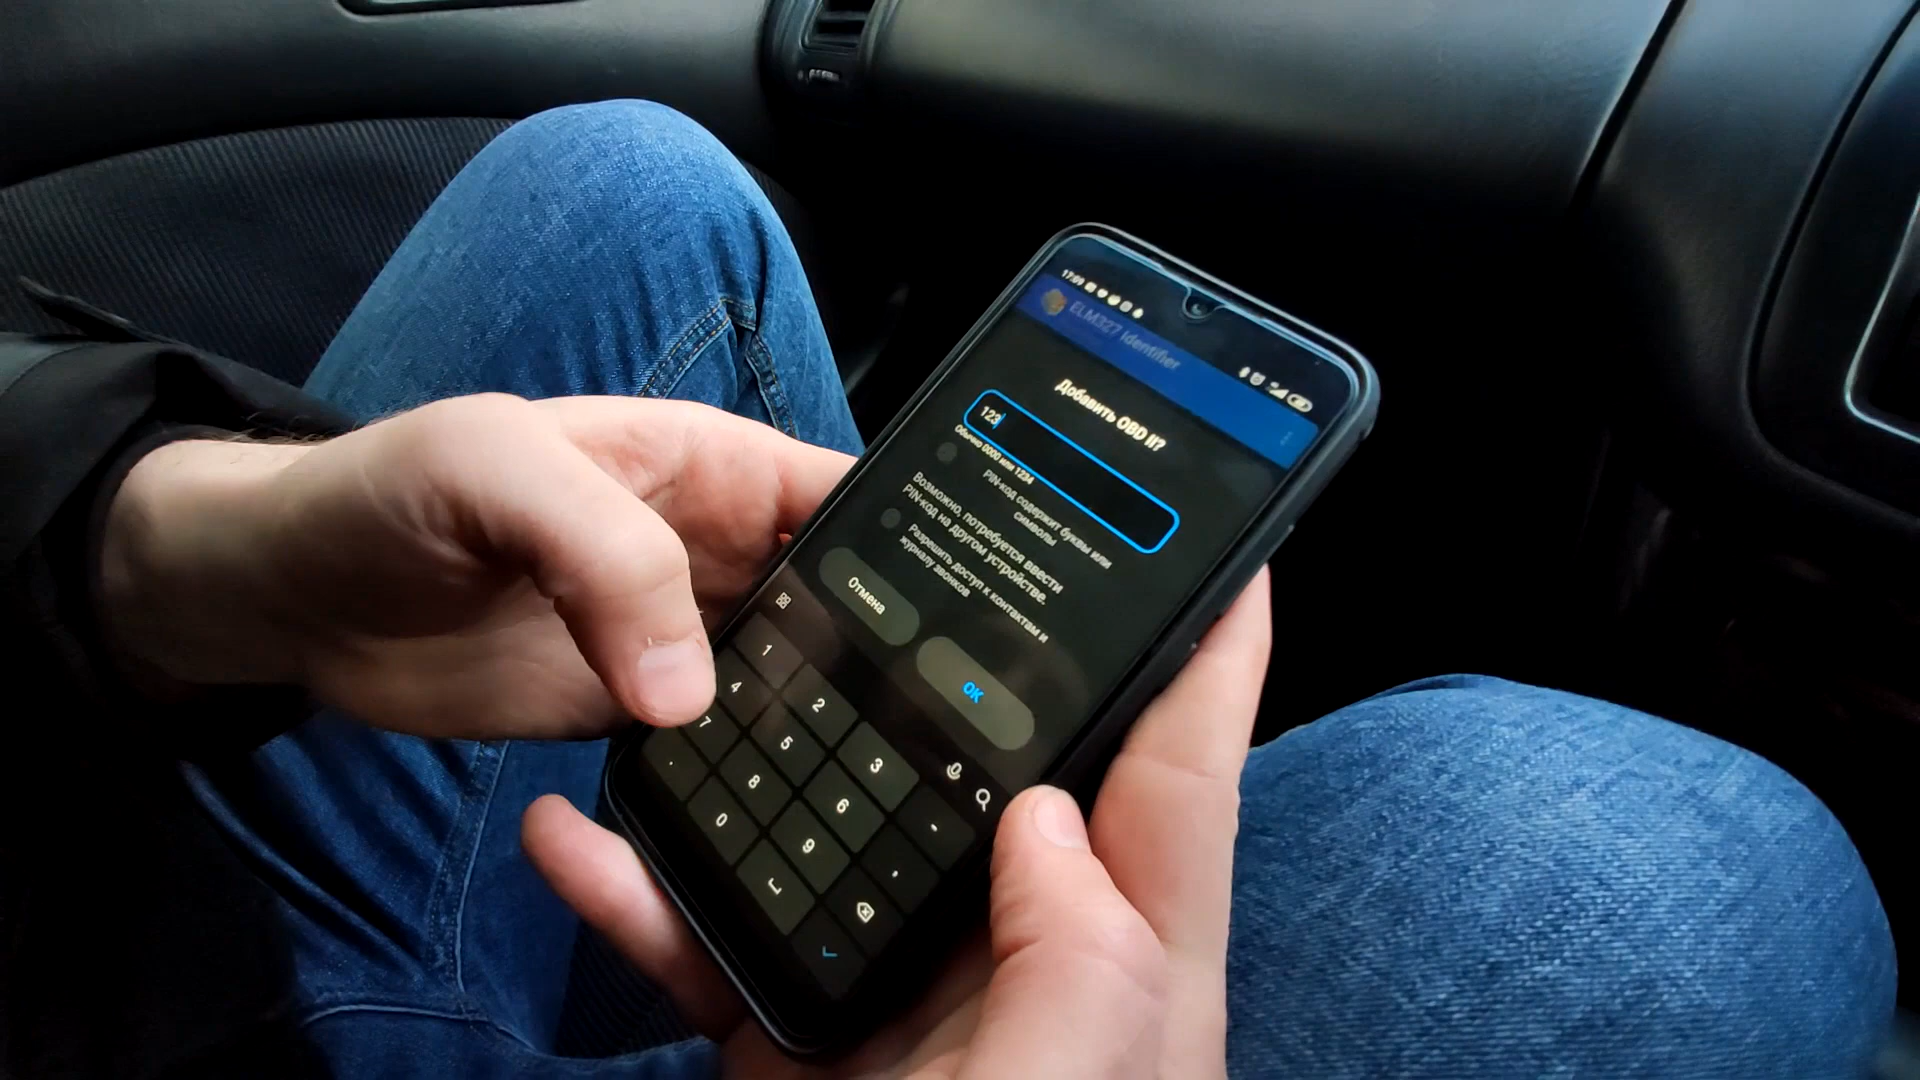 17:09
ELM327 Identifier
Добавить OBD II?
123
Обычно 0000 или 1234
PIN-код содержит буквы или
символы
Возможно, потребуется ввести
PIN-код на другом устройстве.
Разрешить доступ к контактам и
журналу звонков
Отмена
OK
1
2
3
-
4
5
6
,
7
8
9
.
0